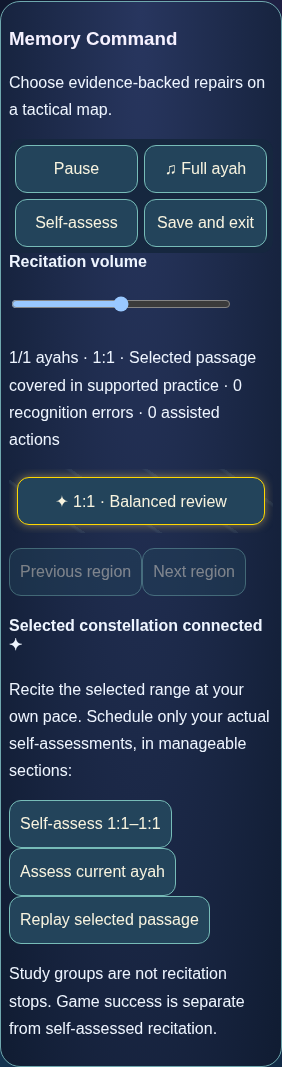 Memory Command
Choose evidence-backed repairs on
a tactical map.
Pause
♫ Full ayah
Self-assess
Save and exit
Recitation volume
1/1 ayahs · 1:1 · Selected passage
covered in supported practice · 0
recognition errors · 0 assisted
actions
✦ 1:1 · Balanced review
Previous region
Next region
Selected constellation connected
✦
Recite the selected range at your
own pace. Schedule only your actual
self-assessments, in manageable
sections:
Self-assess 1:1–1:1
Assess current ayah
Replay selected passage
Study groups are not recitation
stops. Game success is separate
from self-assessed recitation.